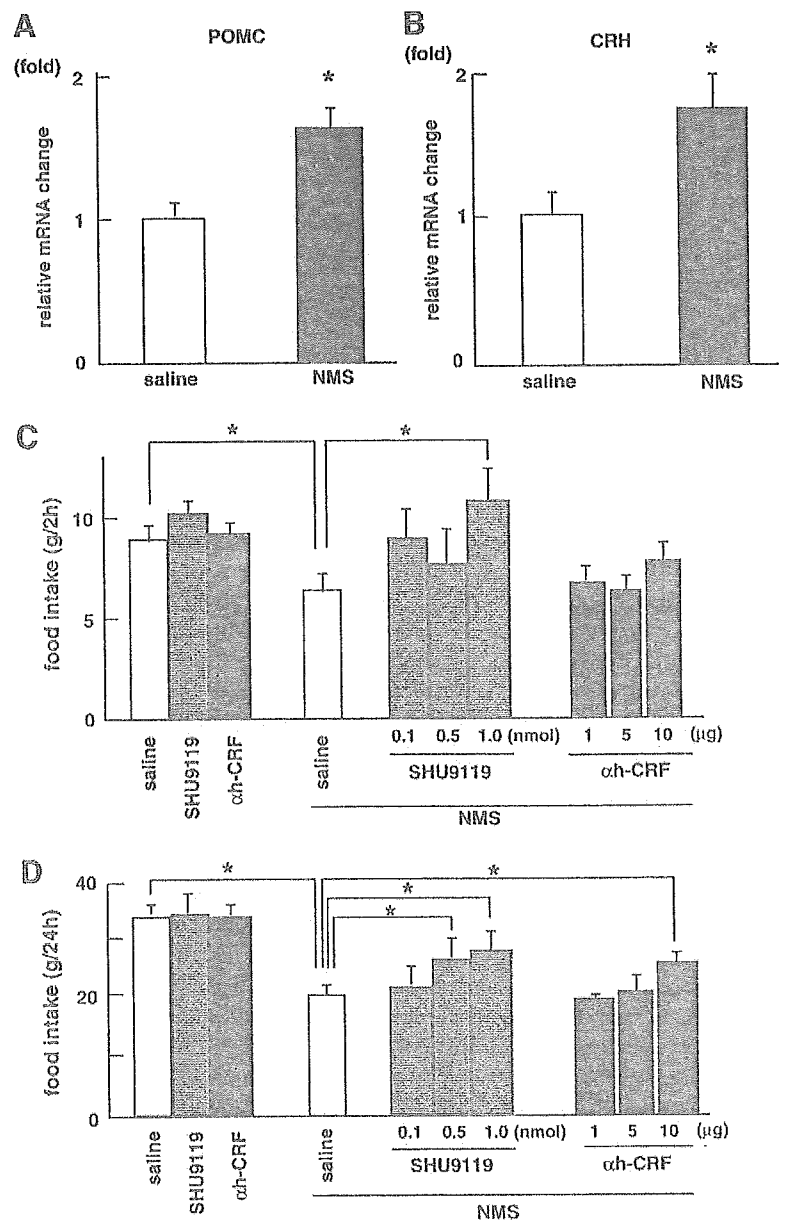 A
POMC
(fold)
2
*
relative mRNA change
1
0
saline
NMS
B
CRH
(fold)
2
*
relative mRNA change
1
0
saline
NMS
C
*
*
food intake (g/2h)
10
5
0
saline
SHU9119
αh-CRF
saline
0.1 0.5 1.0 (nmol)
SHU9119
1 5 10 (μg)
αh-CRF
NMS
D
*
*
*
*
food intake (g/24h)
40
20
0
saline
SHU9119
αh-CRF
saline
0.1 0.5 1.0 (nmol)
SHU9119
1 5 10 (μg)
αh-CRF
NMS